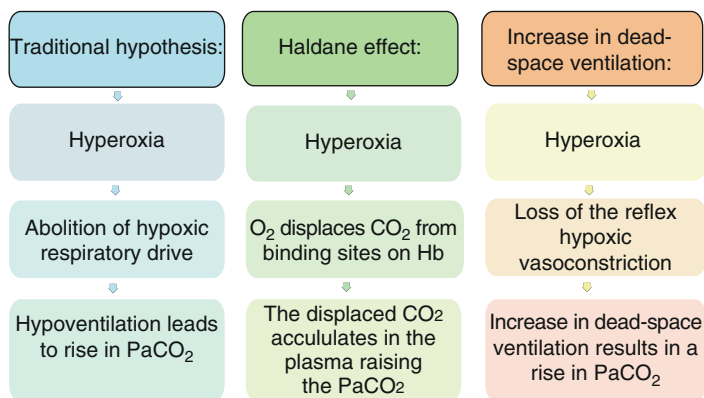 Traditional hypothesis:
Hyperoxia
Abolition of hypoxic
respiratory drive
Hypoventilation leads
to rise in PaCO₂
Haldane effect:
Hyperoxia
O₂ displaces CO₂ from
binding sites on Hb
The displaced CO₂
accululates in the
plasma raising
the PaCO₂
Increase in dead-
space ventilation:
Hyperoxia
Loss of the reflex
hypoxic
vasoconstriction
Increase in dead-space
ventilation results in a
rise in PaCO₂